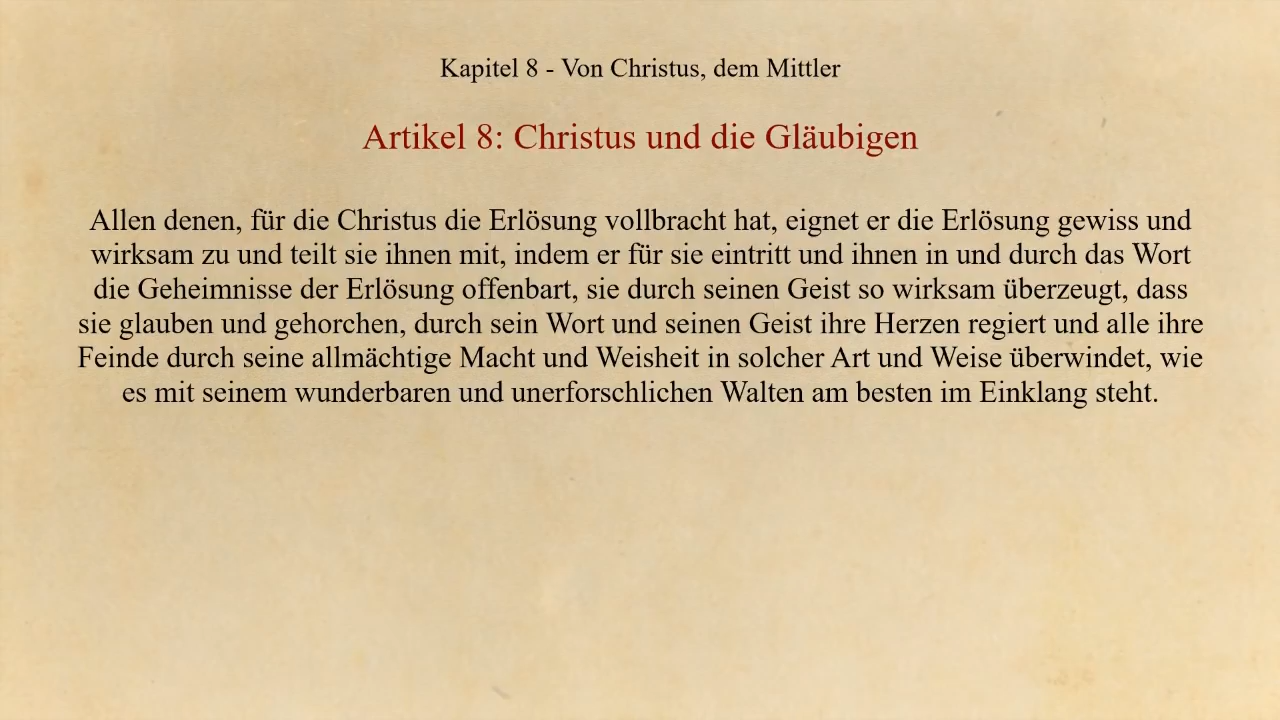 Kapitel 8 - Von Christus, dem Mittler
Artikel 8: Christus und die Gläubigen
Allen denen, für die Christus die Erlösung vollbracht hat, eignet er die Erlösung gewiss und
wirksam zu und teilt sie ihnen mit, indem er für sie eintritt und ihnen in und durch das Wort
die Geheimnisse der Erlösung offenbart, sie durch seinen Geist so wirksam überzeugt, dass
sie glauben und gehorchen, durch sein Wort und seinen Geist ihre Herzen regiert und alle ihre
Feinde durch seine allmächtige Macht und Weisheit in solcher Art und Weise überwindet, wie
es mit seinem wunderbaren und unerforschlichen Walten am besten im Einklang steht.